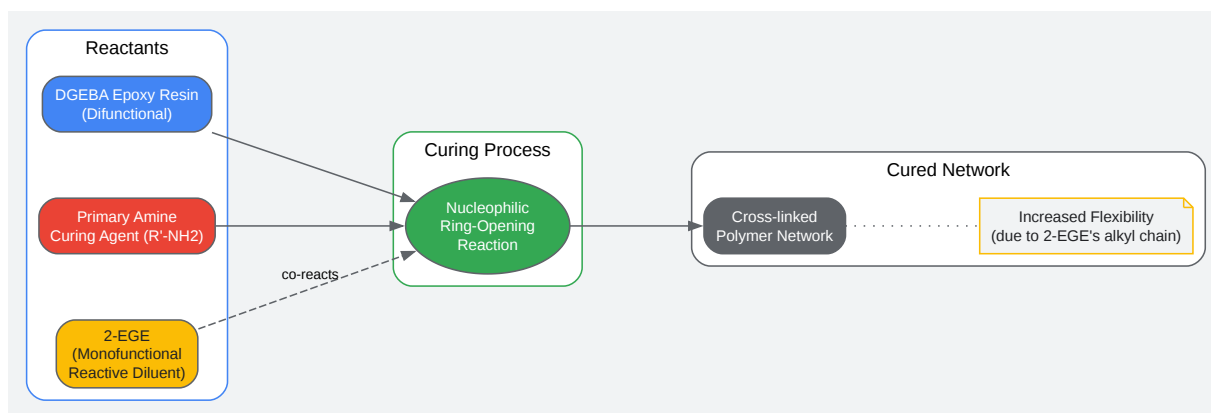 Reactants
DGEBA Epoxy Resin
(Difunctional)
Primary Amine
Curing Agent (R'-NH2)
2-EGE
(Monofunctional
Reactive Diluent)
co-reacts
Curing Process
Nucleophilic
Ring-Opening
Reaction
Cured Network
Cross-linked
Polymer Network
Increased Flexibility
(due to 2-EGE's alkyl chain)